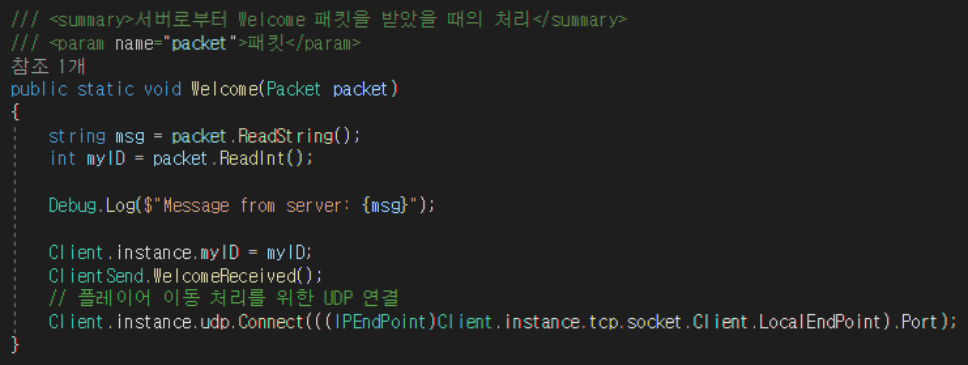 /// <summary>서버로부터 Welcome 패킷을 받았을 때의 처리</summary>
/// <param name="packet">패킷</param>
참조 1개
public static void Welcome(Packet packet)
{
string msg = packet.ReadString();
int myID = packet.ReadInt();
Debug.Log($"Message from server: {msg}");
Client.instance.myID = myID;
ClientSend.WelcomeReceived();
// 플레이어 이동 처리를 위한 UDP 연결
Client.instance.udp.Connect(((IPEndPoint)Client.instance.tcp.socket.Client.LocalEndPoint).Port);
}